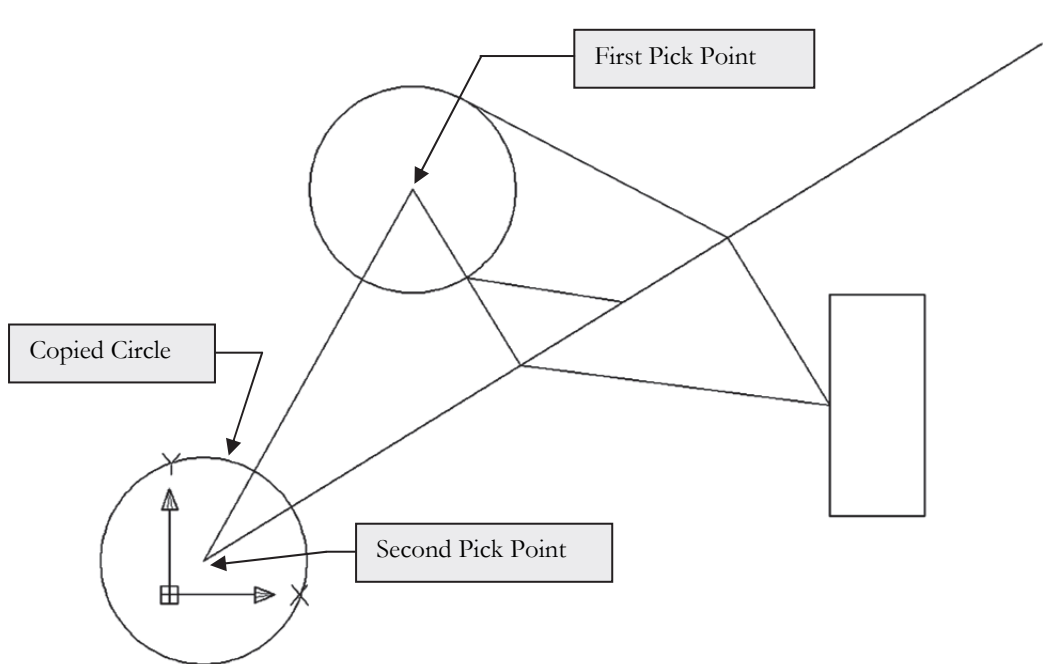 First Pick Point
Copied Circle
Y
Second Pick Point
X